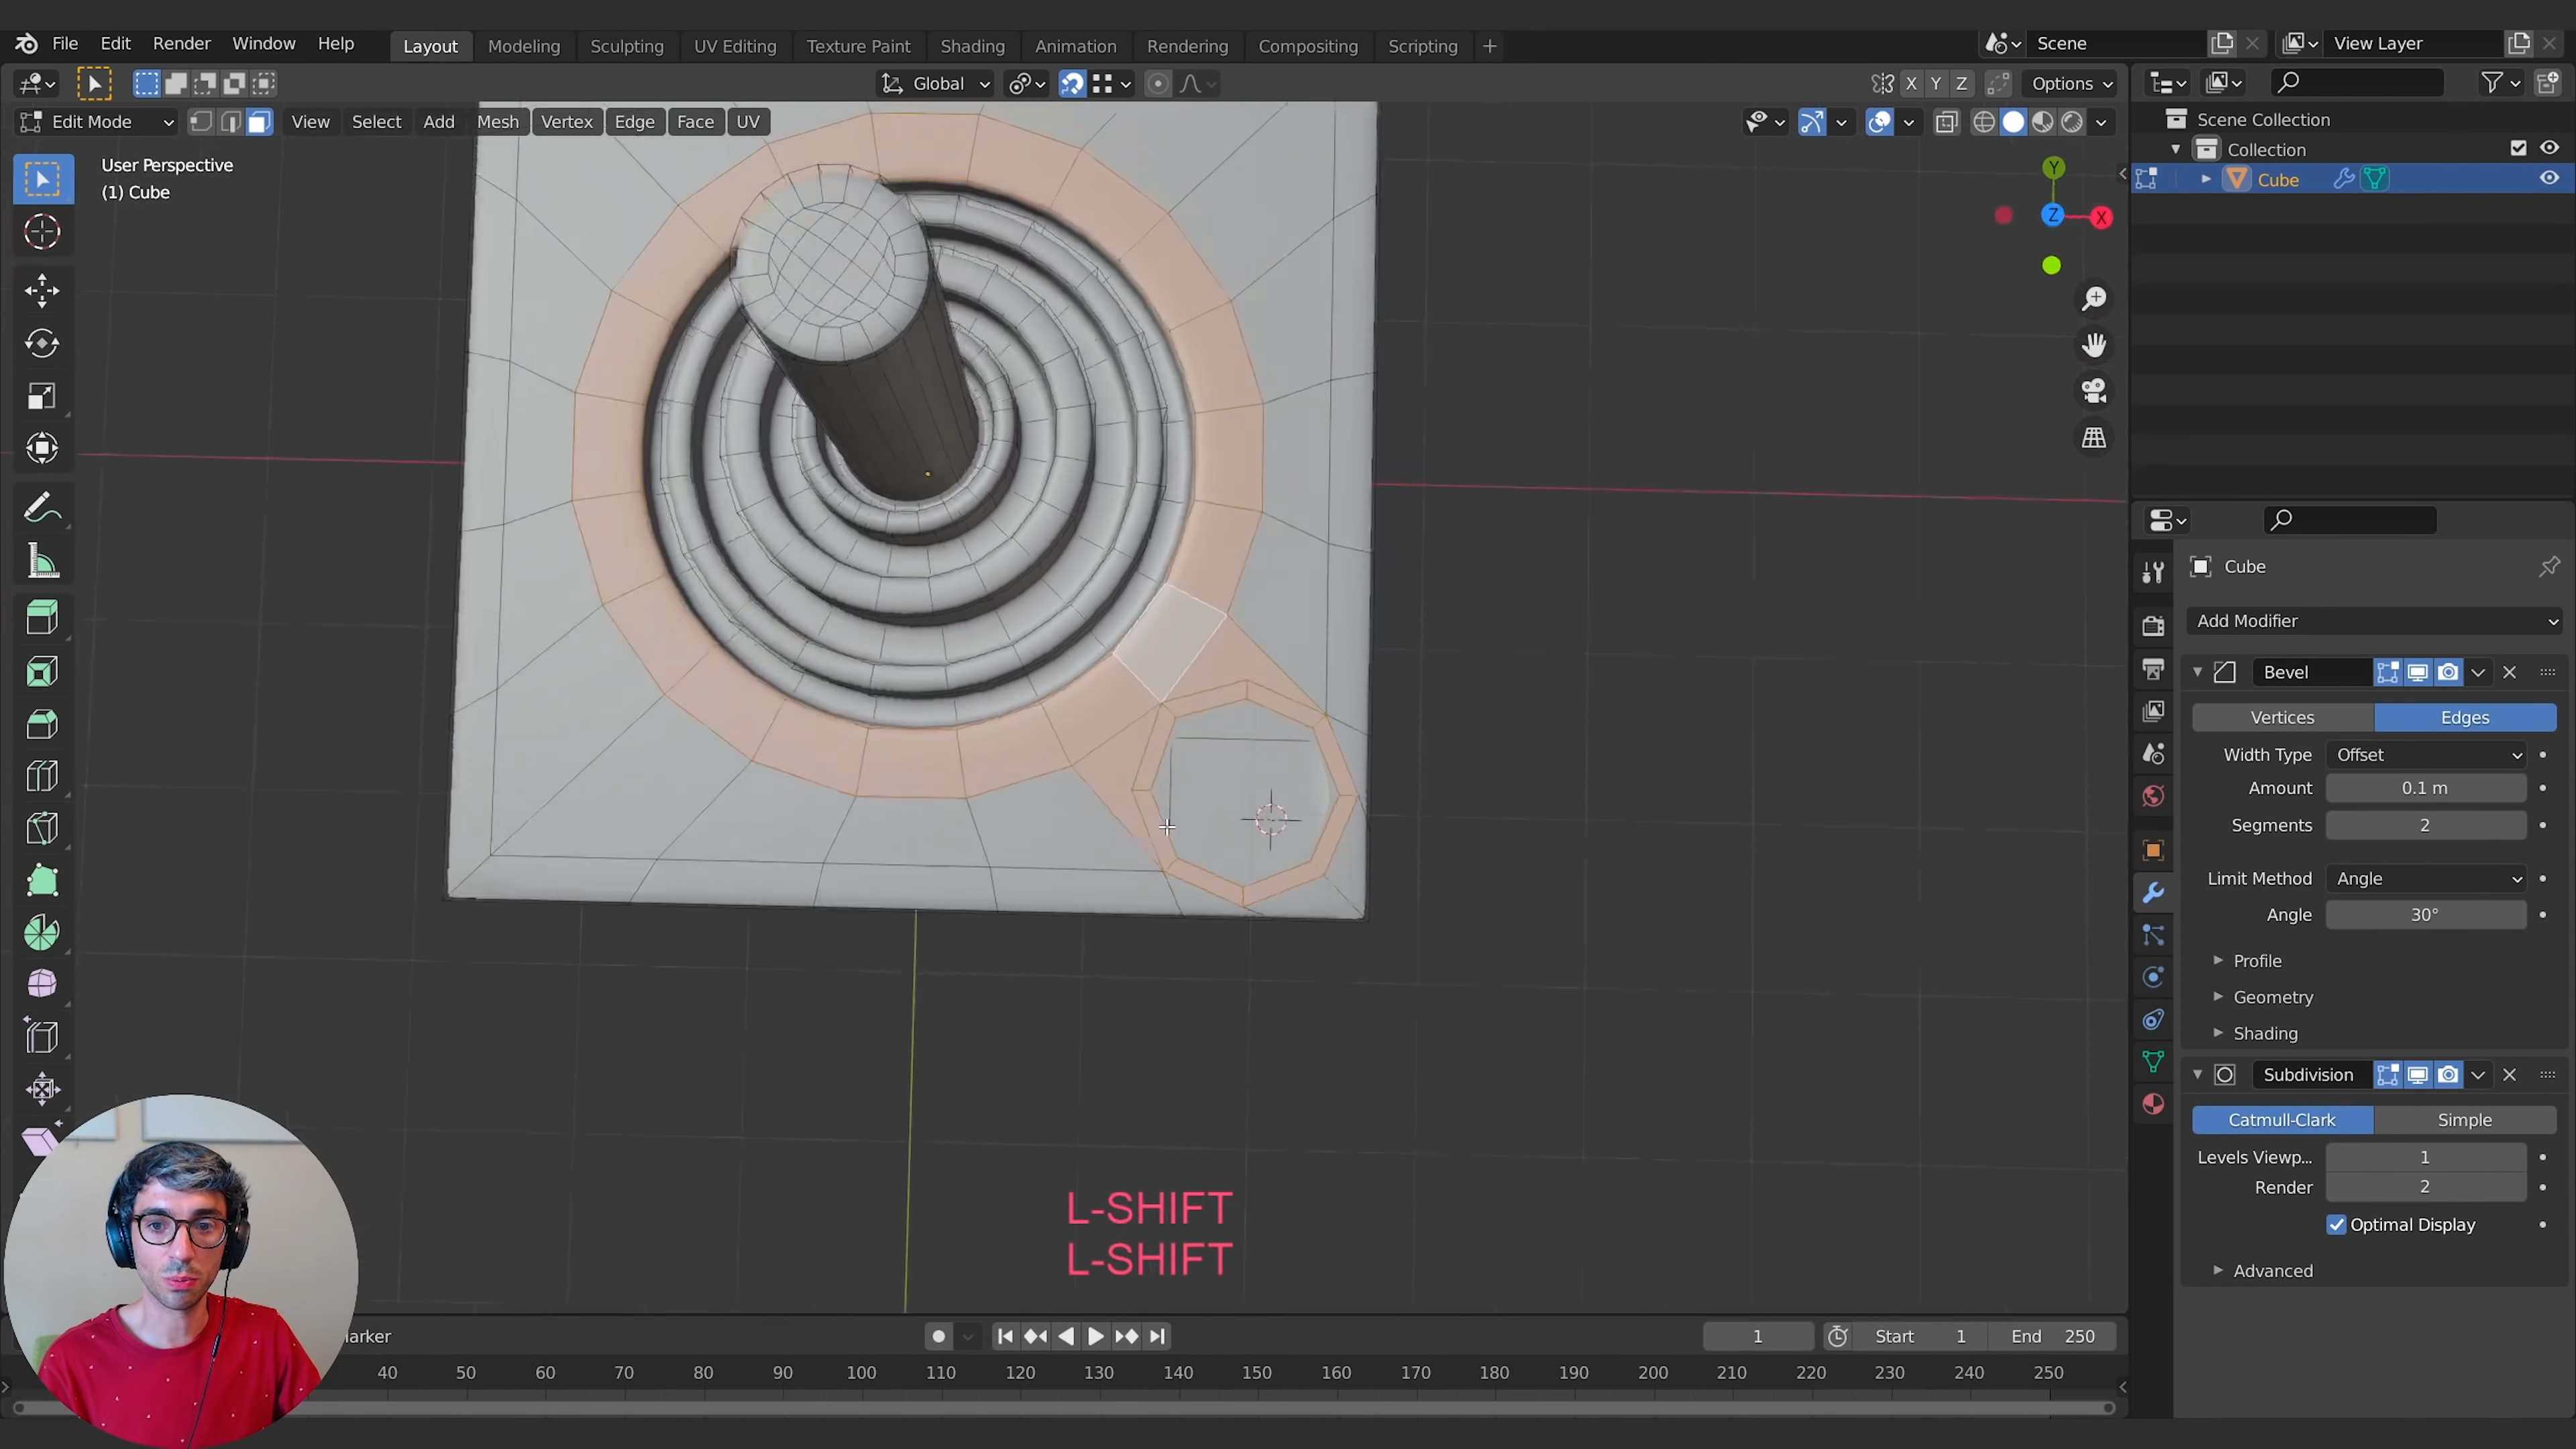 File Edit Render Window Help Layout Modeling Sculpting UV Editing Texture Paint Shading Animation Rendering Compositing Scripting + Scene View Layer
Global X Y Z Options
Edit Mode View Select Add Mesh Vertex Edge Face UV
User Perspective
(1) Cube
Y
Z X
Scene Collection
Collection
Cube
Cube
Add Modifier
Bevel
Vertices Edges
Width Type Offset
Amount 0.1 m
Segments 2
Limit Method Angle
Angle 30°
Profile
Geometry
Shading
Subdivision
Catmull-Clark Simple
Levels Viewp... 1
Render 2
Optimal Display
Advanced
L-SHIFT
L-SHIFT
arker 1 Start 1 End 250
40 50 60 70 80 90 100 110 120 130 140 150 160 170 180 190 200 210 220 230 240 250